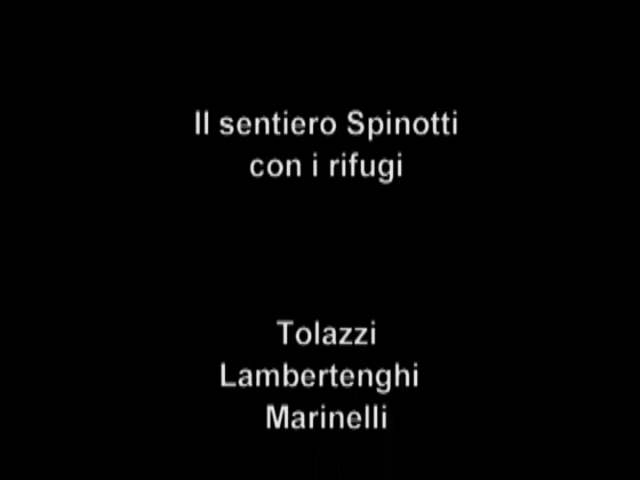 Il sentiero Spinotti
con i rifugi
Tolazzi
Lambertenghi
Marinelli